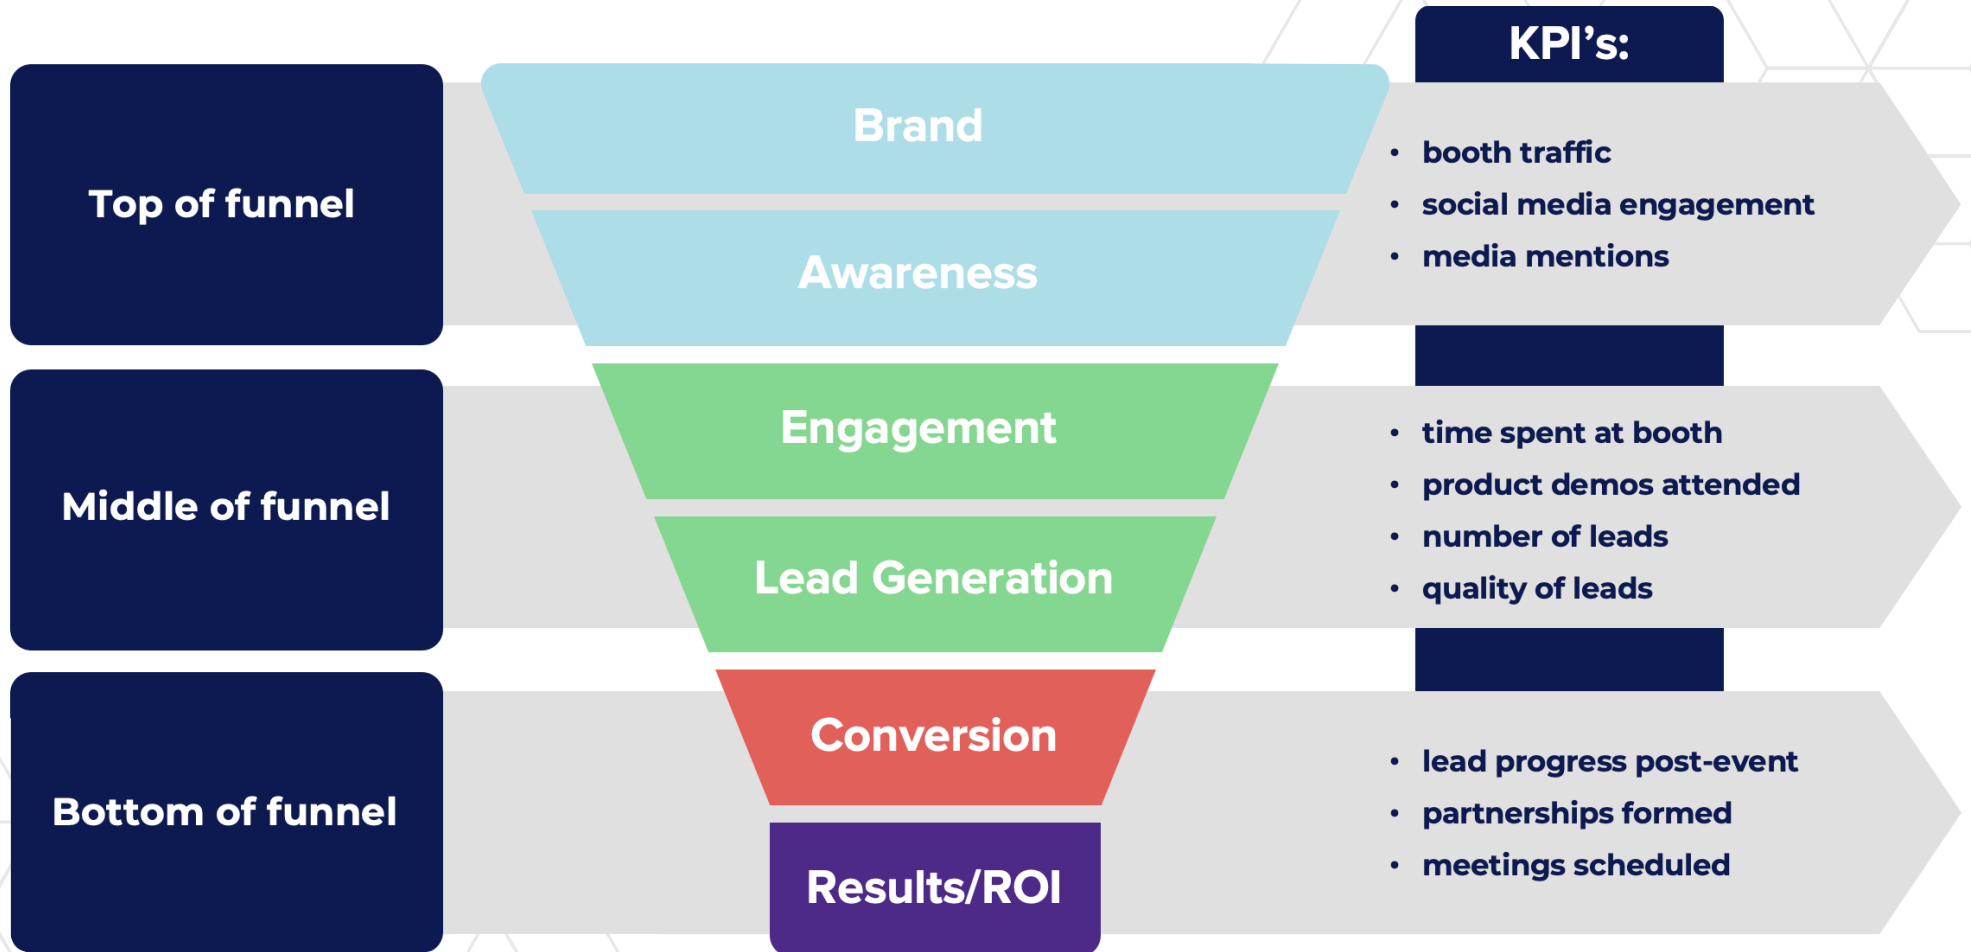 KPI’s:
Top of funnel
Brand
Awareness
• booth traffic
• social media engagement
• media mentions
Middle of funnel
Engagement
Lead Generation
• time spent at booth
• product demos attended
• number of leads
• quality of leads
Bottom of funnel
Conversion
Results/ROI
• lead progress post-event
• partnerships formed
• meetings scheduled